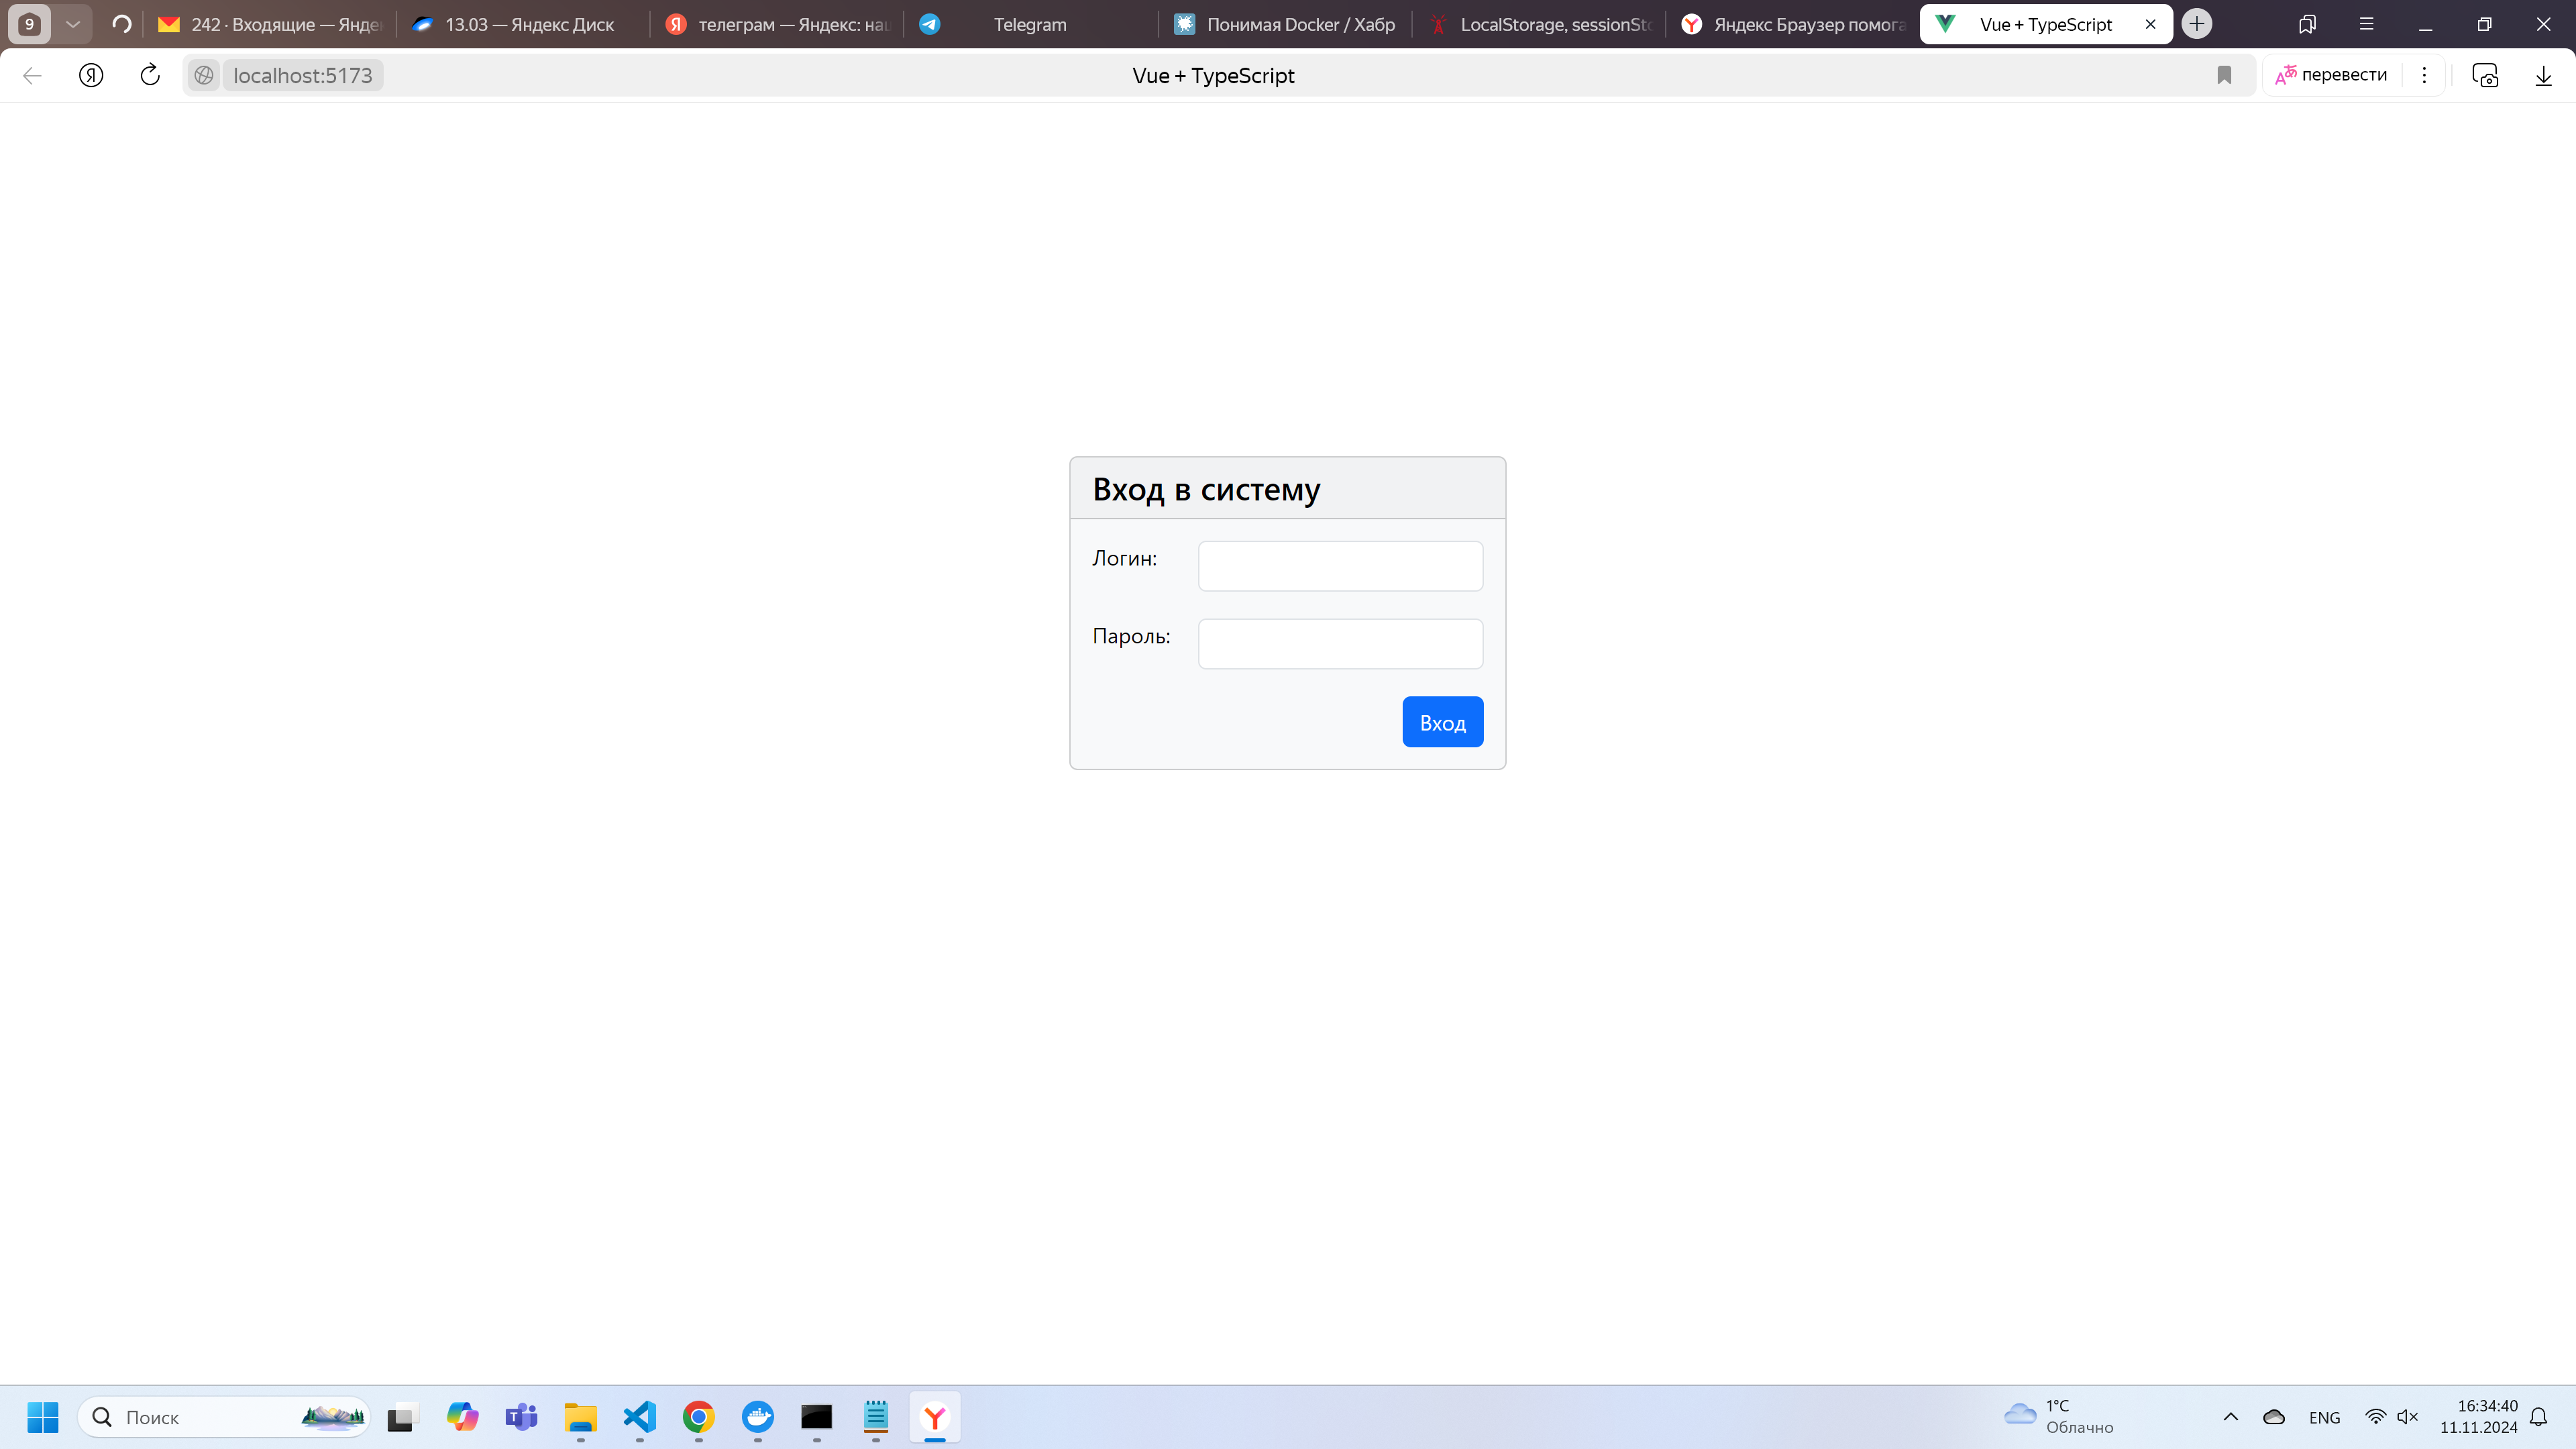 9
242 · Входящие — Янде
13.03 — Яндекс Диск
телеграм — Яндекс: на
Telegram
Понимая Docker / Хабр
LocalStorage, sessionSto
Яндекс Браузер помога
Vue + TypeScript
localhost:5173
Vue + TypeScript
перевести
Вход в систему
Логин:
Пароль:
Вход
Поиск
1°C
Облачно
ENG
16:34:40
11.11.2024